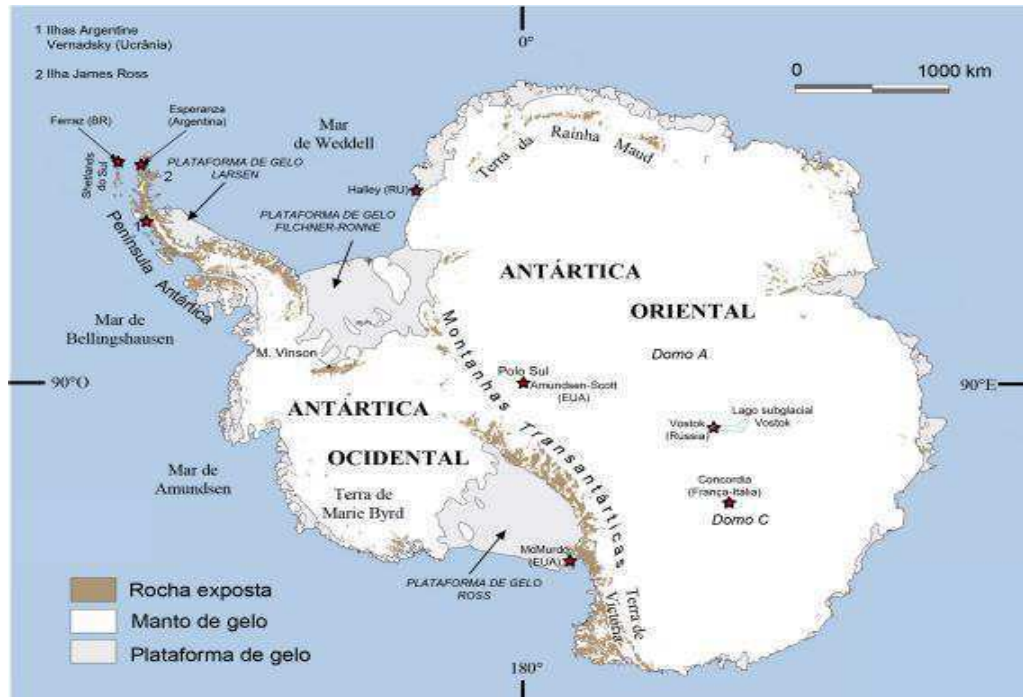 1 Ilhas Argentine
Vernadsky (Ucrânia)
2 Ilha James Ross
0°
0 1000 km
Esperanza
(Argentina)
Ferraz (BR)
Mar
de Weddell
PLATAFORMA DE GELO
LARSEN
Shetlands
do Sul
2
1
Halley (RU)
Terra da Rainha Maud
PLATAFORMA DE GELO
FILCHNER-RONNE
Península Antártica
ANTÁRTICA
ORIENTAL
Mar de
Bellingshausen
M. Vinson
Montanhas Transantárticas
Domo A
Polo Sul
Amundsen-Scott
(EUA)
90°O
90°E
ANTÁRTICA
OCIDENTAL
Lago subglacial
Vostok
Vostok
(Rússia)
Mar de
Amundsen
Terra de
Marie Byrd
Concordia
(França-Itália)
Domo C
McMurdo
(EUA)
PLATAFORMA DE GELO
ROSS
Terra de
Victoria
Rocha exposta
Manto de gelo
Plataforma de gelo
180°